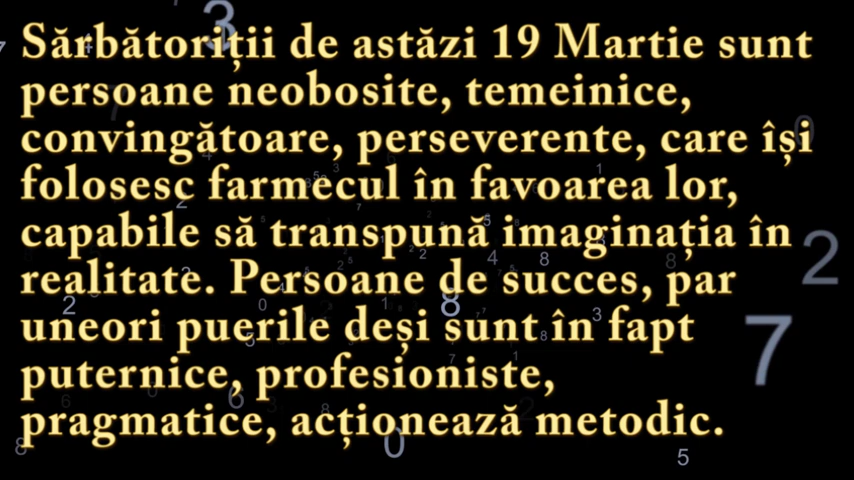 Sărbătoriții de astăzi 19 Martie sunt
persoane neobosite, temeinice,
convingătoare, perseverente, care își
folosesc farmecul în favoarea lor,
capabile să transpună imaginația în
realitate. Persoane de succes, par
uneori puerile deși sunt în fapt
puternice, profesioniste,
pragmatice, acționează metodic.